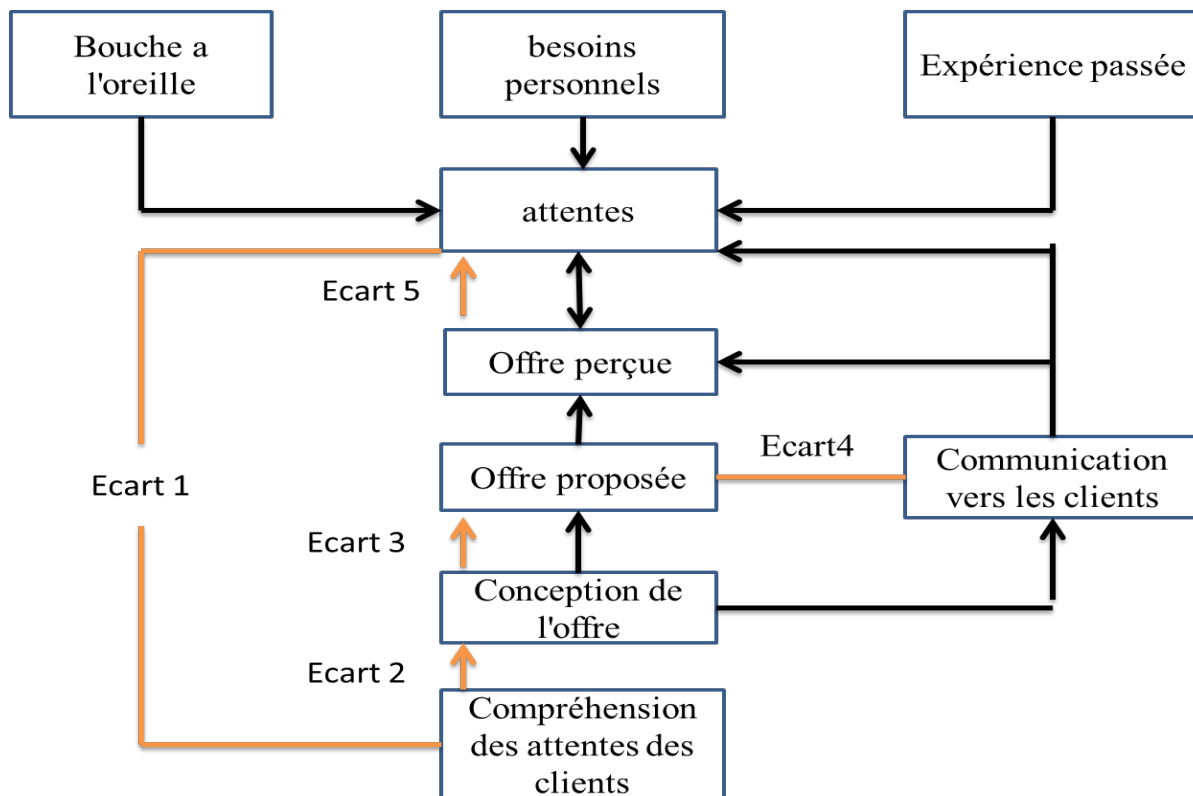 Bouche a
l'oreille
besoins
personnels
Expérience passée
attentes
Ecart 5
Offre perçue
Ecart4
Offre proposée
Communication
vers les clients
Ecart 1
Ecart 3
Conception de
l'offre
Ecart 2
Compréhension
des attentes des
clients